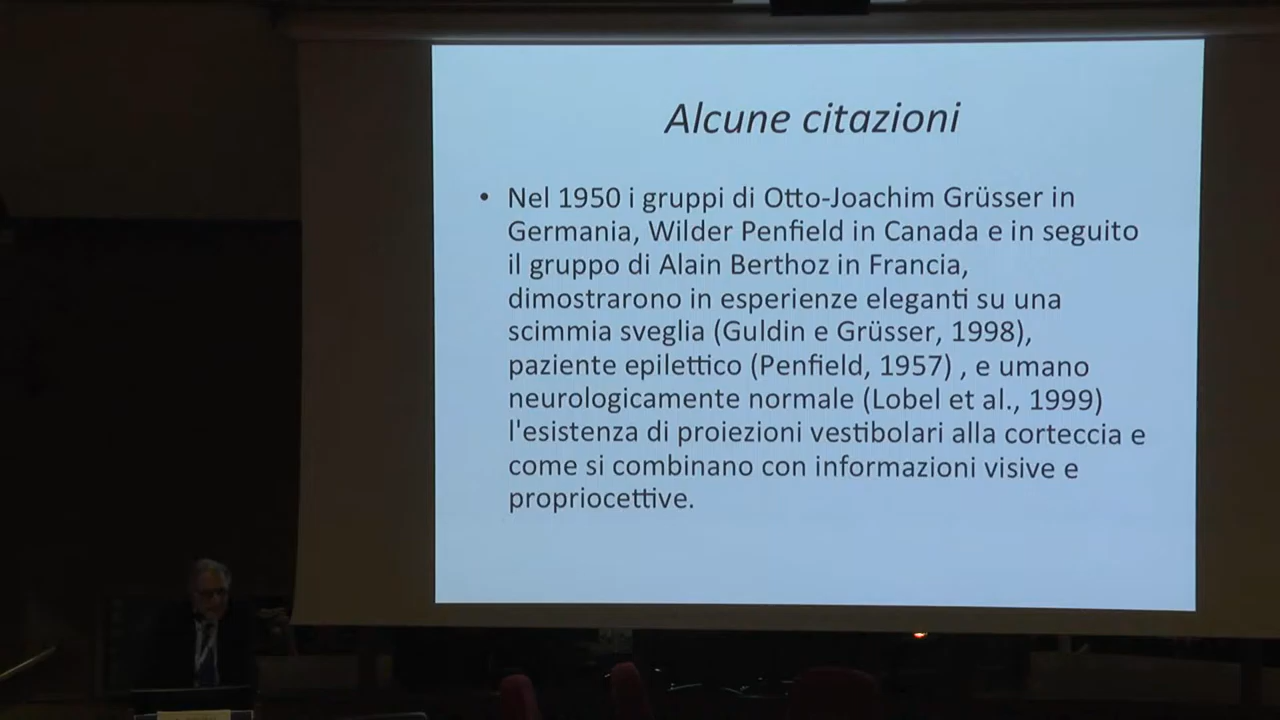 Alcune citazioni
• Nel 1950 i gruppi di Otto-Joachim Grüsser in
Germania, Wilder Penfield in Canada e in seguito
il gruppo di Alain Berthoz in Francia,
dimostrarono in esperienze eleganti su una
scimmia sveglia (Guldin e Grüsser, 1998),
paziente epilettico (Penfield, 1957) , e umano
neurologicamente normale (Lobel et al., 1999)
l'esistenza di proiezioni vestibolari alla corteccia e
come si combinano con informazioni visive e
propriocettive.